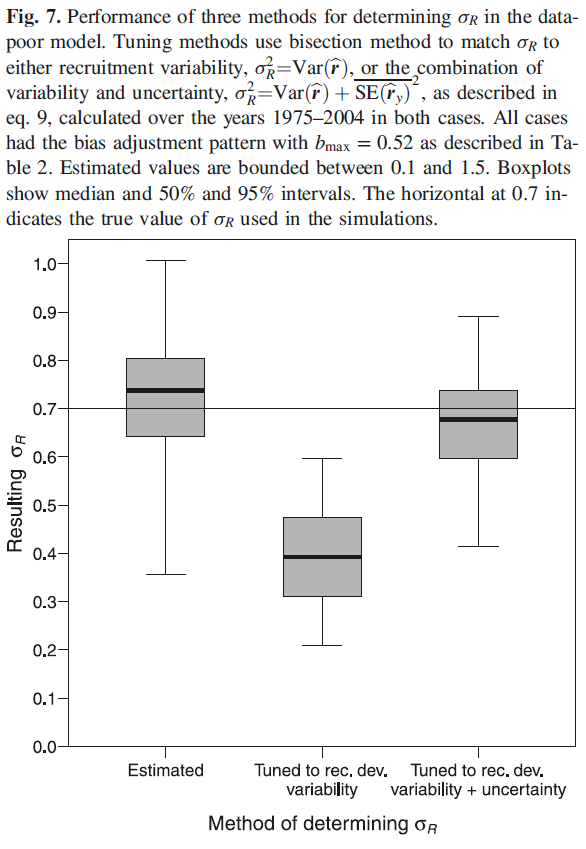 Fig. 7. Performance of three methods for determining σR in the data-
poor model. Tuning methods use bisection method to match σR to
either recruitment variability, σ²R=Var(r̂), or the combination of
variability and uncertainty, σ²R=Var(r̂) + SE(r̂y)², as described in
eq. 9, calculated over the years 1975–2004 in both cases. All cases
had the bias adjustment pattern with bmax = 0.52 as described in Ta-
ble 2. Estimated values are bounded between 0.1 and 1.5. Boxplots
show median and 50% and 95% intervals. The horizontal at 0.7 in-
dicates the true value of σR used in the simulations.
1.0
0.9
0.8
0.7
0.6
0.5
0.4
0.3
0.2
0.1
0.0
Resulting σR
Estimated
Tuned to rec. dev.
variability
Tuned to rec. dev.
variability + uncertainty
Method of determining σR